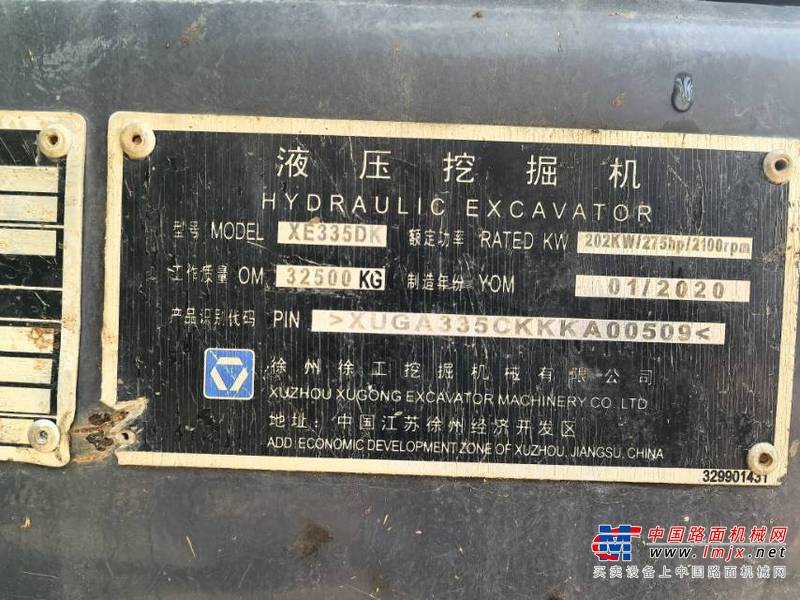 液压挖掘机
HYDRAULIC EXCAVATOR
型号 MODEL XE335DK 额定功率 RATED KW 202KW/275hp/2100rpm
工作质量 OM 32500 KG 制造年份 YOM 01/2020
产品识别代码 PIN >XUGA335CKKKA00509<
徐州徐工挖掘机械有限公司
XUZHOU XUGONG EXCAVATOR MACHINERY CO., LTD
地址：中国江苏徐州经济开发区
ADD: ECONOMIC DEVELOPMENT ZONE OF XUZHOU, JIANGSU, CHINA
329901431
中国路面机械网
www.lmjx.net
买卖设备上中国路面机械网